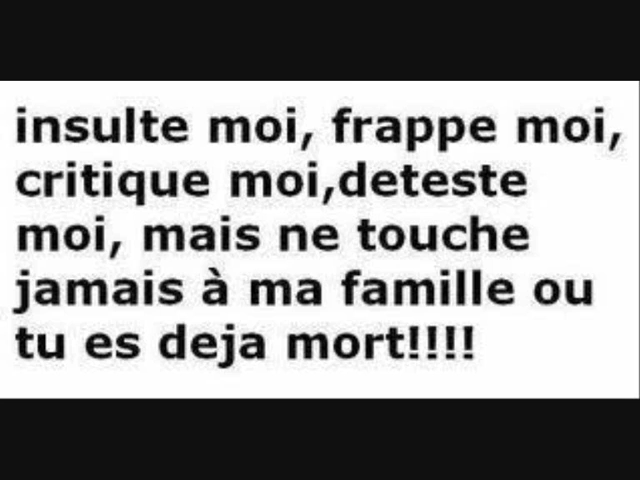 insulte moi, frappe moi,
critique moi,deteste
moi, mais ne touche
jamais à ma famille ou
tu es deja mort!!!!